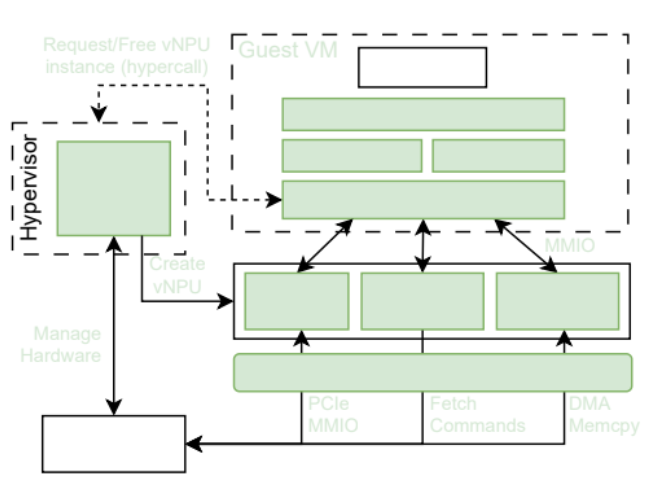 Request/Free vNPU
instance (hypercall)
Guest VM
Hypervisor
Create
vNPU
MMIO
Manage
Hardware
PCIe
MMIO
Fetch
Commands
DMA
Memcpy